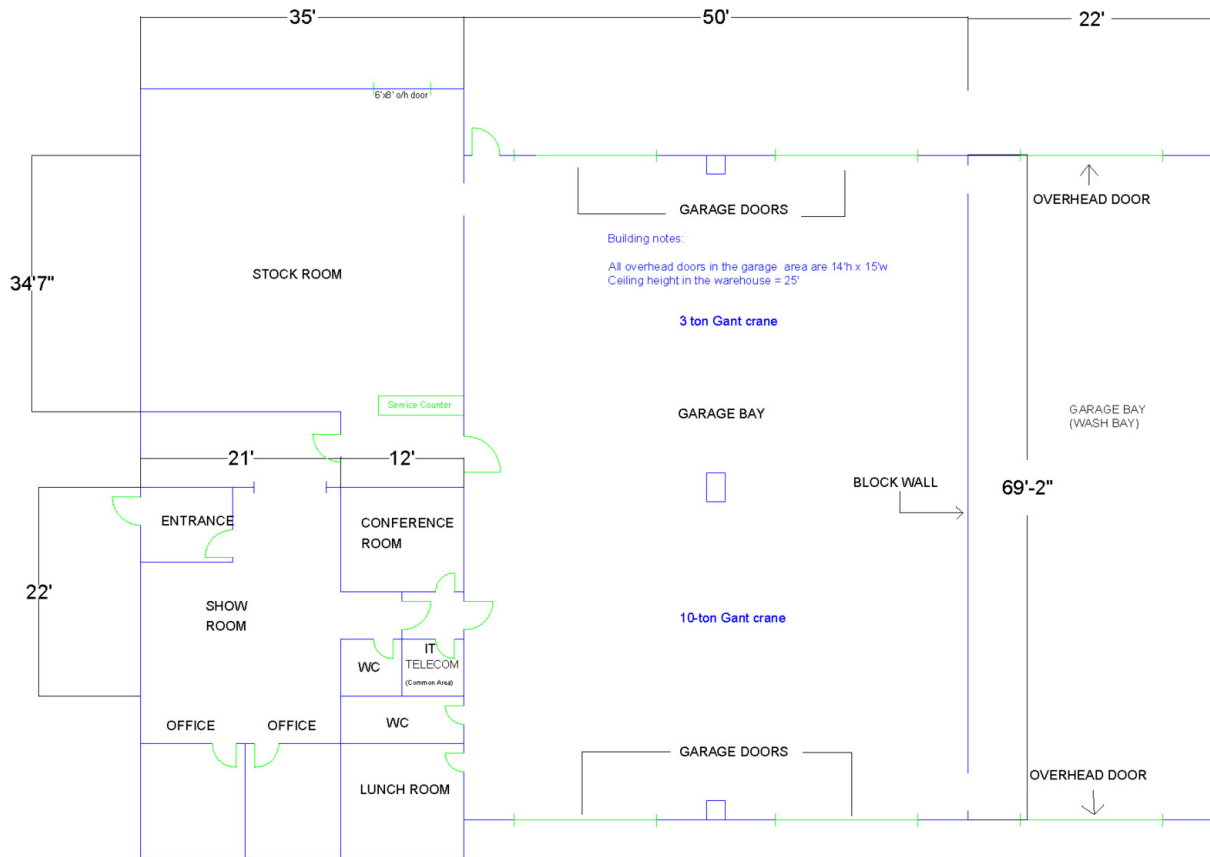 35'
50'
22'
6'x8' o/h door
OVERHEAD DOOR
GARAGE DOORS
Building notes:
All overhead doors in the garage area are 14'h x 15'w
Ceiling height in the warehouse = 25'
STOCK ROOM
34'7"
3 ton Gant crane
Service Counter
GARAGE BAY
GARAGE BAY
(WASH BAY)
21'
12'
BLOCK WALL
69'-2"
ENTRANCE
CONFERENCE
ROOM
22'
SHOW
ROOM
10-ton Gant crane
IT
WC
TELECOM
(Common Area)
OFFICE
OFFICE
WC
GARAGE DOORS
OVERHEAD DOOR
LUNCH ROOM